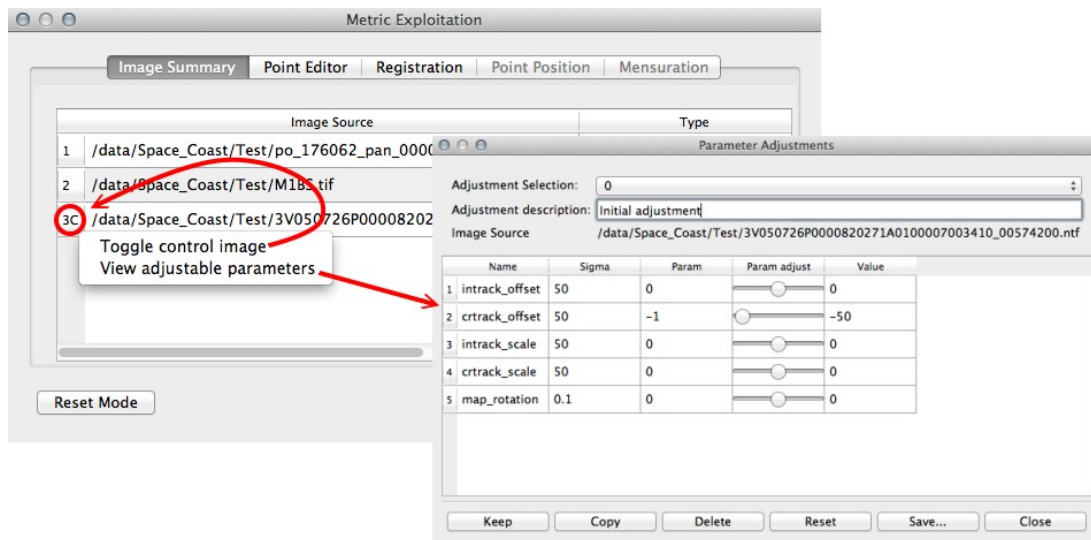 Metric Exploitation
Image Summary Point Editor Registration Point Position Mensuration
Image Source Type
1 /data/Space_Coast/Test/po_176062_pan_0000
2 /data/Space_Coast/Test/M1BS.tif
3C /data/Space_Coast/Test/3V050726P00008202
Toggle control image
View adjustable parameters
Reset Mode
Parameter Adjustments
Adjustment Selection: 0
Adjustment description: Initial adjustment
Image Source /data/Space_Coast/Test/3V050726P0000820271A0100007003410_00574200.ntf
Name Sigma Param Param adjust Value
1 intrack_offset 50 0 0
2 crtrack_offset 50 -1 -50
3 intrack_scale 50 0 0
4 crtrack_scale 50 0 0
5 map_rotation 0.1 0 0
Keep Copy Delete Reset Save... Close